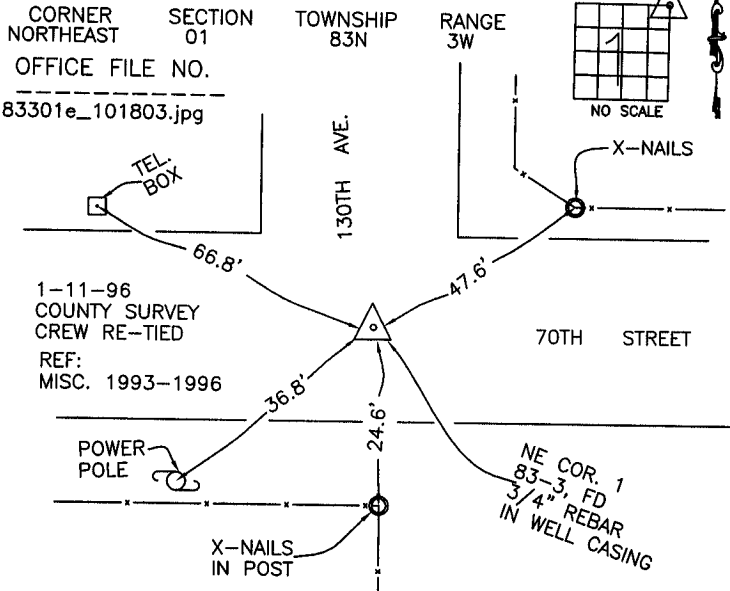 CORNER SECTION TOWNSHIP RANGE
NORTHEAST 01 83N 3W
OFFICE FILE NO.
83301e_101803.jpg
1
NO SCALE
TEL.
BOX
130TH AVE.
X-NAILS
66.8'
47.6'
1-11-96
COUNTY SURVEY
CREW RE-TIED
REF:
MISC. 1993-1996
70TH STREET
36.8'
24.6'
POWER
POLE
NE COR. 1
83-3, FD
3/4" REBAR
IN WELL CASING
X-NAILS
IN POST